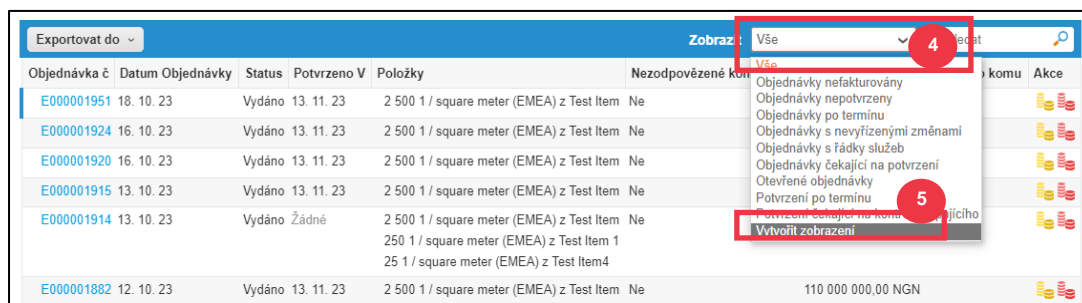 Exportovat do
Zobrazit Vše 4
Objednávka č Datum Objednávky Status Potvrzeno V Položky Nezodpovězené komu Akce
Vše
Objednávky nefakturovány
Objednávky nepotvrzeny
Objednávky po termínu
Objednávky s nevyřízenými změnami
Objednávky s řádky služeb
Objednávky čekající na potvrzení
Otevřené objednávky
Potvrzení po termínu
5
Potvrzení čekající na
Vytvořit zobrazení
E000001951 18. 10. 23 Vydáno 13. 11. 23 2 500 1 / square meter (EMEA) z Test Item Ne
E000001924 16. 10. 23 Vydáno 13. 11. 23 2 500 1 / square meter (EMEA) z Test Item Ne
E000001920 16. 10. 23 Vydáno 13. 11. 23 2 500 1 / square meter (EMEA) z Test Item Ne
E000001915 13. 10. 23 Vydáno 13. 11. 23 2 500 1 / square meter (EMEA) z Test Item Ne
E000001914 13. 10. 23 Vydáno Žádné 2 500 1 / square meter (EMEA) z Test Item Ne
250 1 / square meter (EMEA) z Test Item 1
25 1 / square meter (EMEA) z Test Item4
E000001882 12. 10. 23 Vydáno 13. 11. 23 2 500 1 / square meter (EMEA) z Test Item Ne 110 000 000,00 NGN